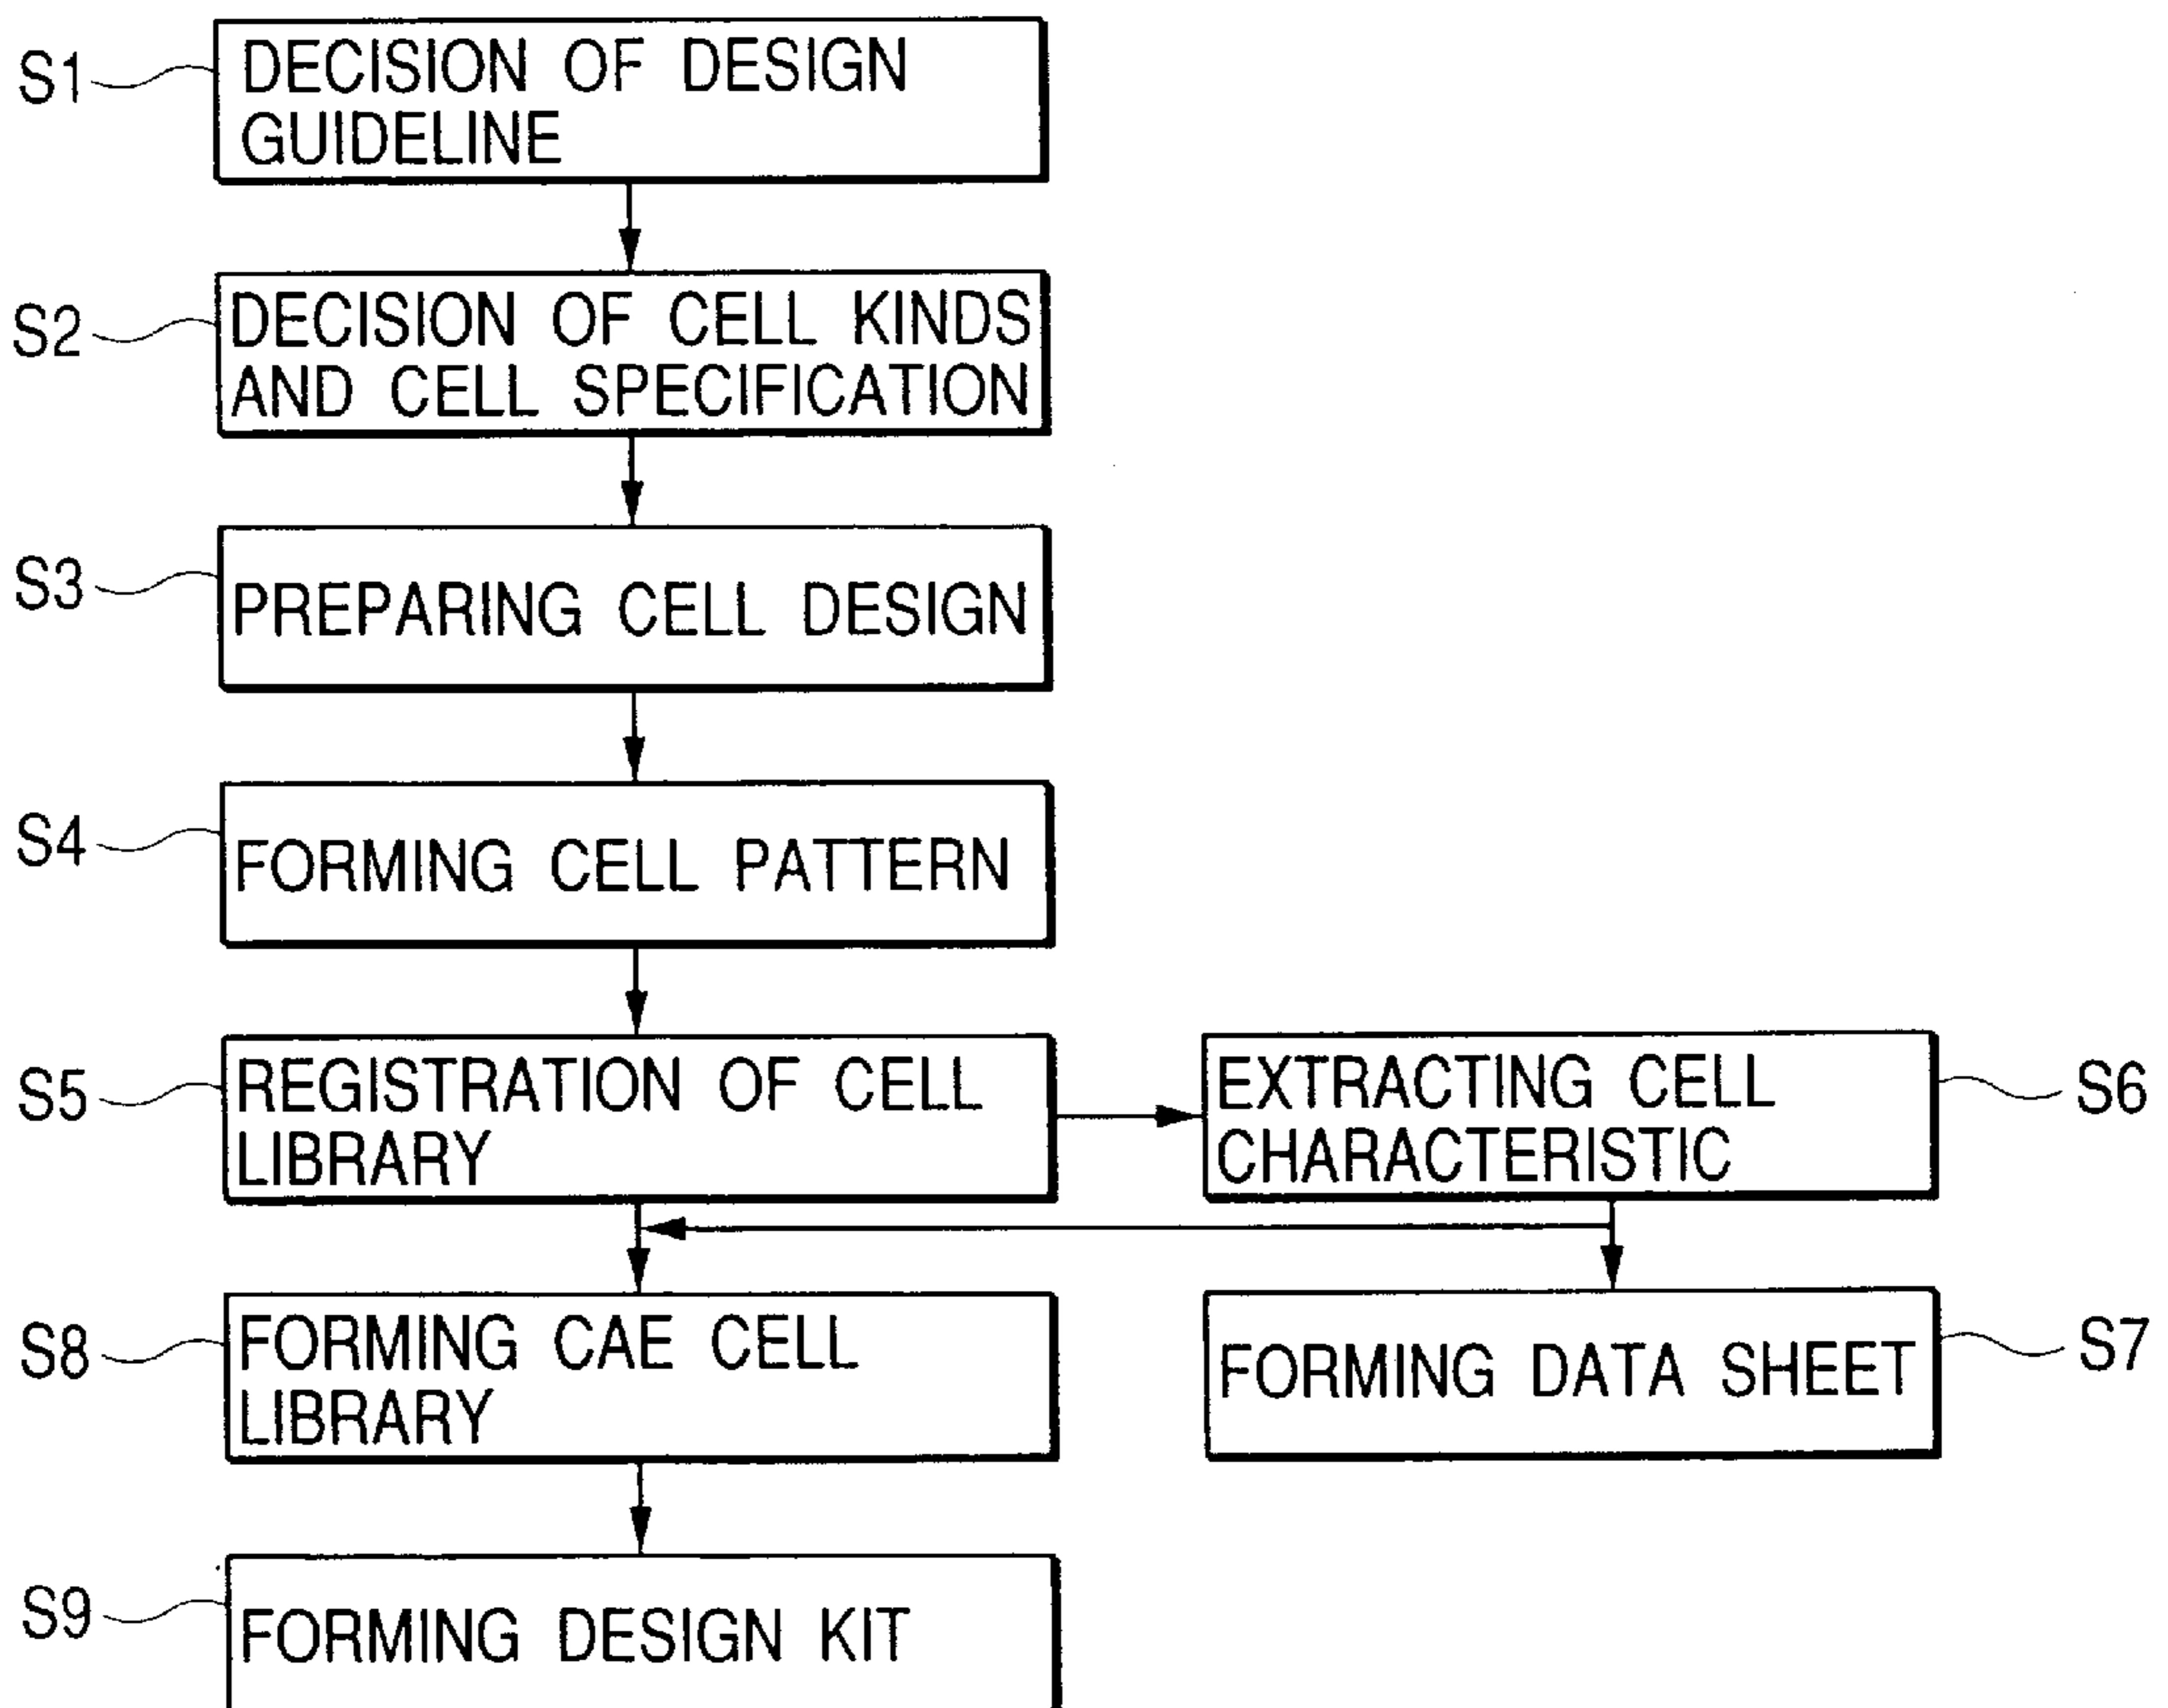 S1
DECISION OF DESIGN
GUIDELINE
S2
DECISION OF CELL KINDS
AND CELL SPECIFICATION
S3
PREPARING CELL DESIGN
S4
FORMING CELL PATTERN
S5
REGISTRATION OF CELL
LIBRARY
EXTRACTING CELL
CHARACTERISTIC
S6
S8
FORMING CAE CELL
LIBRARY
FORMING DATA SHEET
S7
S9
FORMING DESIGN KIT